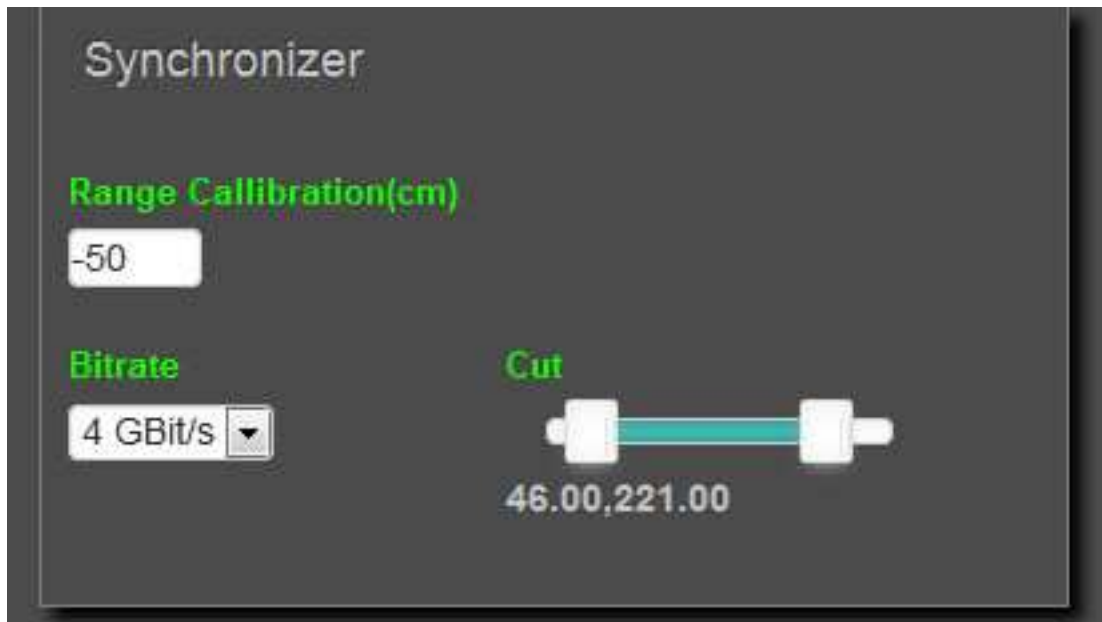 Synchronizer
Range Callibration(cm)
-50
Bitrate
Cut
4 GBit/s
46.00,221.00